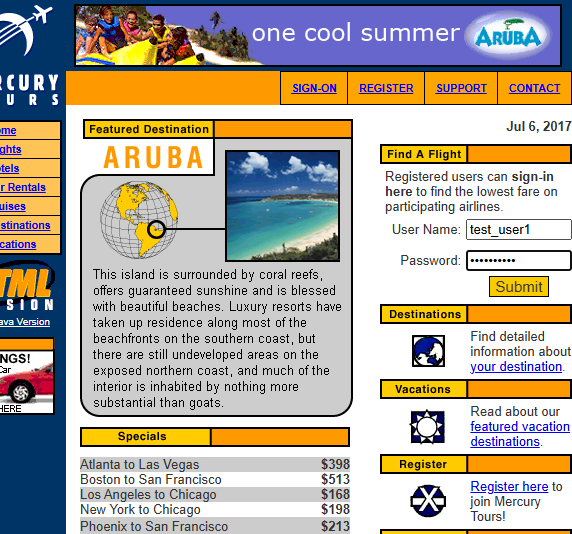 one cool summer ARUBA
RCURY
URS
SIGN-ON REGISTER SUPPORT CONTACT
ome
ghts
otels
r Rentals
uises
stinations
cations
TML
SION
ava Version
NGS!
Car
HERE
Featured Destination
ARUBA
This island is surrounded by coral reefs,
offers guaranteed sunshine and is blessed
with beautiful beaches. Luxury resorts have
taken up residence along most of the
beachfronts on the southern coast, but
there are still undeveloped areas on the
exposed northern coast, and much of the
interior is inhabited by nothing more
substantial than goats.
Specials
Atlanta to Las Vegas $398
Boston to San Francisco $513
Los Angeles to Chicago $168
New York to Chicago $198
Phoenix to San Francisco $213
Jul 6, 2017
Find A Flight
Registered users can sign-in
here to find the lowest fare on
participating airlines.
User Name: test_user1
Password: ••••••••••
Submit
Destinations
Find detailed
information about
your destination.
Vacations
Read about our
featured vacation
destinations.
Register
Register here to
join Mercury
Tours!